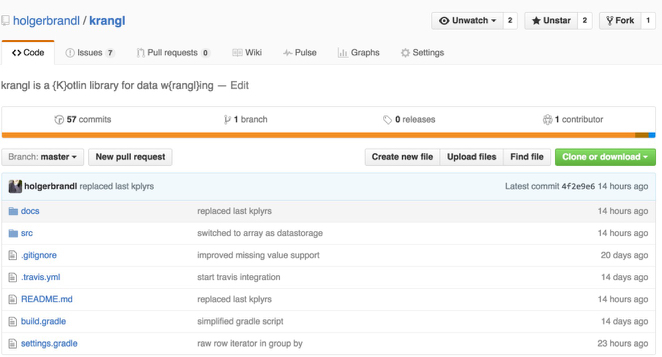 holgerbrandl / krangl
Unwatch 2 Unstar 2 Fork 1
Code Issues 7 Pull requests 0 Wiki Pulse Graphs Settings
krangl is a {K}otlin library for data w{rangl}ing — Edit
57 commits 1 branch 0 releases 1 contributor
Branch: master New pull request Create new file Upload files Find file Clone or download
holgerbrandl replaced last kplyrs Latest commit 4f2e9e6 14 hours ago
docs replaced last kplyrs 14 hours ago
src switched to array as datastorage 14 hours ago
.gitignore improved missing value support 20 days ago
.travis.yml start travis integration 14 days ago
README.md replaced last kplyrs 14 hours ago
build.gradle simplified gradle script 14 days ago
settings.gradle raw row iterator in group by 23 hours ago